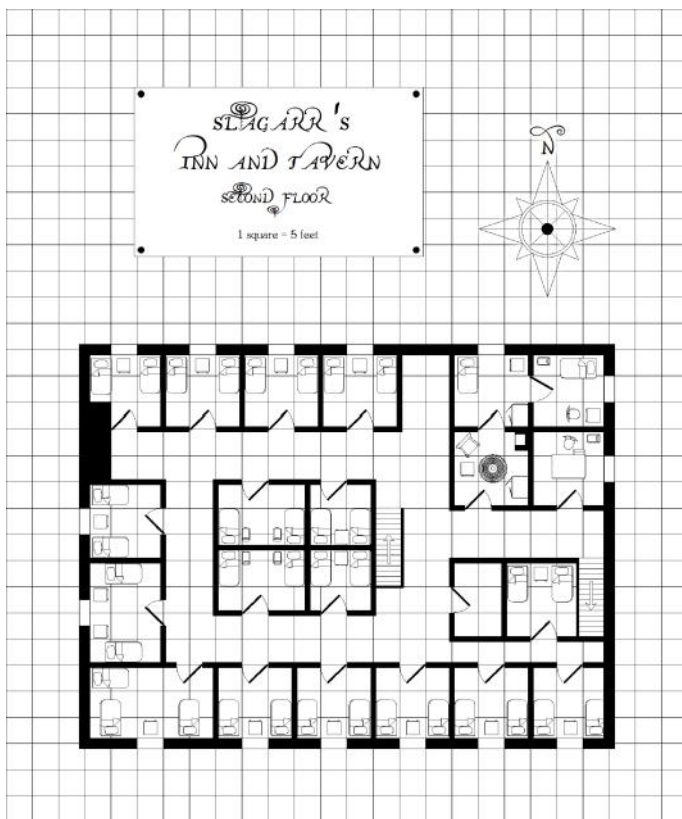 SLAGARR'S
INN AND TAVERN
SECOND FLOOR
1 square = 5 feet
N